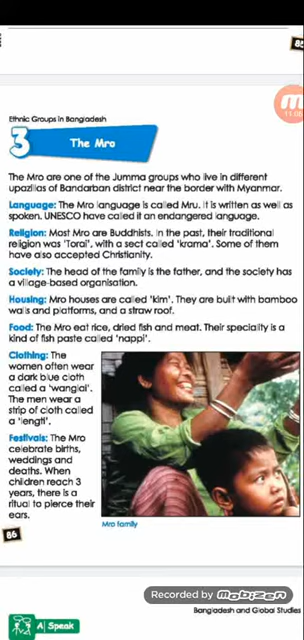 85
11:06
Ethnic Groups in Bangladesh
3 The Mro
The Mro are one of the Jumma groups who live in different
upazillas of Bandarban district near the border with Myanmar.
Language: The Mro language is called Mru. It is written as well as
spoken. UNESCO have called it an endangered language.
Religion: Most Mro are Buddhists. In the past, their traditional
religion was 'Torai', with a sect called 'krama'. Some of them
have also accepted Christianity.
Society: The head of the family is the father, and the society has
a village-based organisation.
Housing: Mro houses are called 'kim'. They are built with bamboo
walls and platforms, and a straw roof.
Food: The Mro eat rice, dried fish and meat. Their speciality is a
kind of fish paste called 'nappi'.
Clothing: The
women often wear
a dark blue cloth
called a 'wanglai'.
The men wear a
strip of cloth called
a 'lengti'.
Festivals: The Mro
celebrate births,
weddings and
deaths. When
children reach 3
years, there is a
ritual to pierce their
ears.
Mro family
86
Recorded by mobizen
Bangladesh and Global Studies
A| Speak